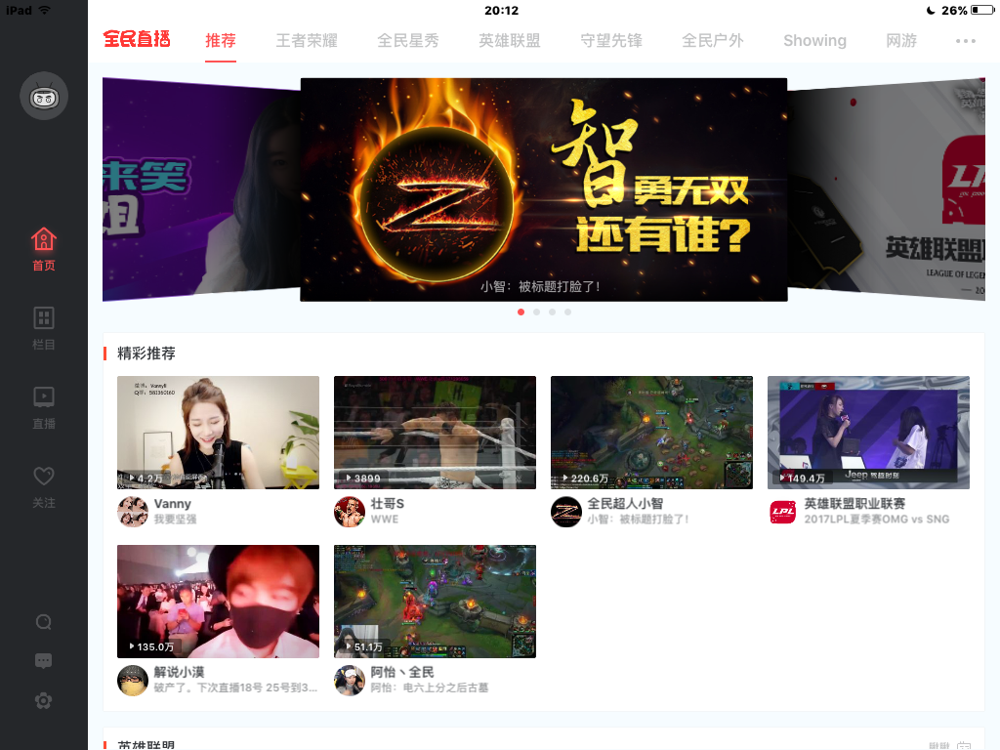 iPad
20:12
26%
全民直播
推荐
王者荣耀
全民星秀
英雄联盟
守望先锋
全民户外
Showing
网游
首页
栏目
直播
关注
来笑
姐
智勇无双
还有谁?
小智：被标题打脸了！
英雄联盟
LEAGUE OF LEGEN
精彩推荐
4.2万
Vanny
我要坚强
3899
壮哥S
WWE
220.6万
全民超人小智
小智：被标题打脸了！
Jeep 驾临时刻
149.4万
LPL
英雄联盟职业联赛
2017LPL夏季赛OMG vs SNG
135.0万
解说小漠
破产了。下次直播18号 25号到3...
51.1万
阿怡丶全民
阿怡：电六上分之后古墓
英雄联盟